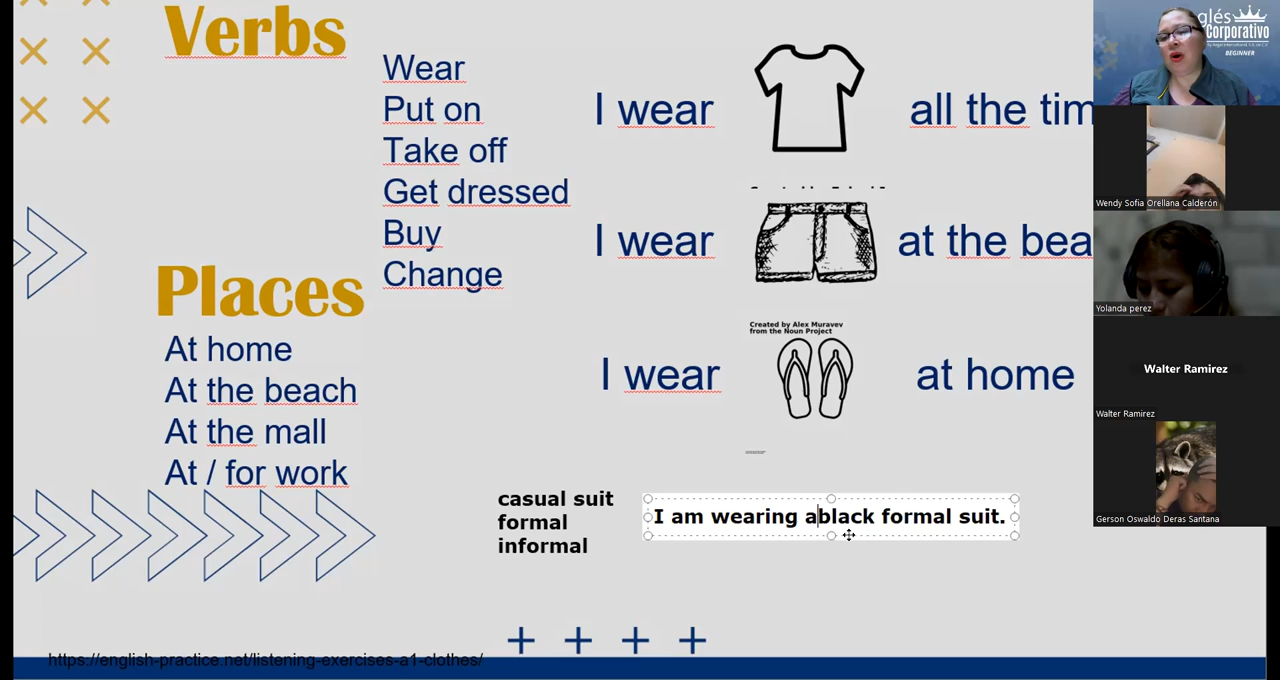 Verbs
Wear
Put on
Take off
Get dressed
Buy
Change
I wear all the tim
I wear at the bea
Created by Alex Muravev
from the Noun Project
I wear at home
Places
At home
At the beach
At the mall
At / for work
casual suit
formal
informal
I am wearing ablack formal suit.
https://english-practice.net/listening-exercises-a1-clothes/
glés
Corporativo
BEGINNER
Wendy Sofia Orellana Calderón
Yolanda perez
Walter Ramirez
Walter Ramirez
Gerson Oswaldo Deras Santana